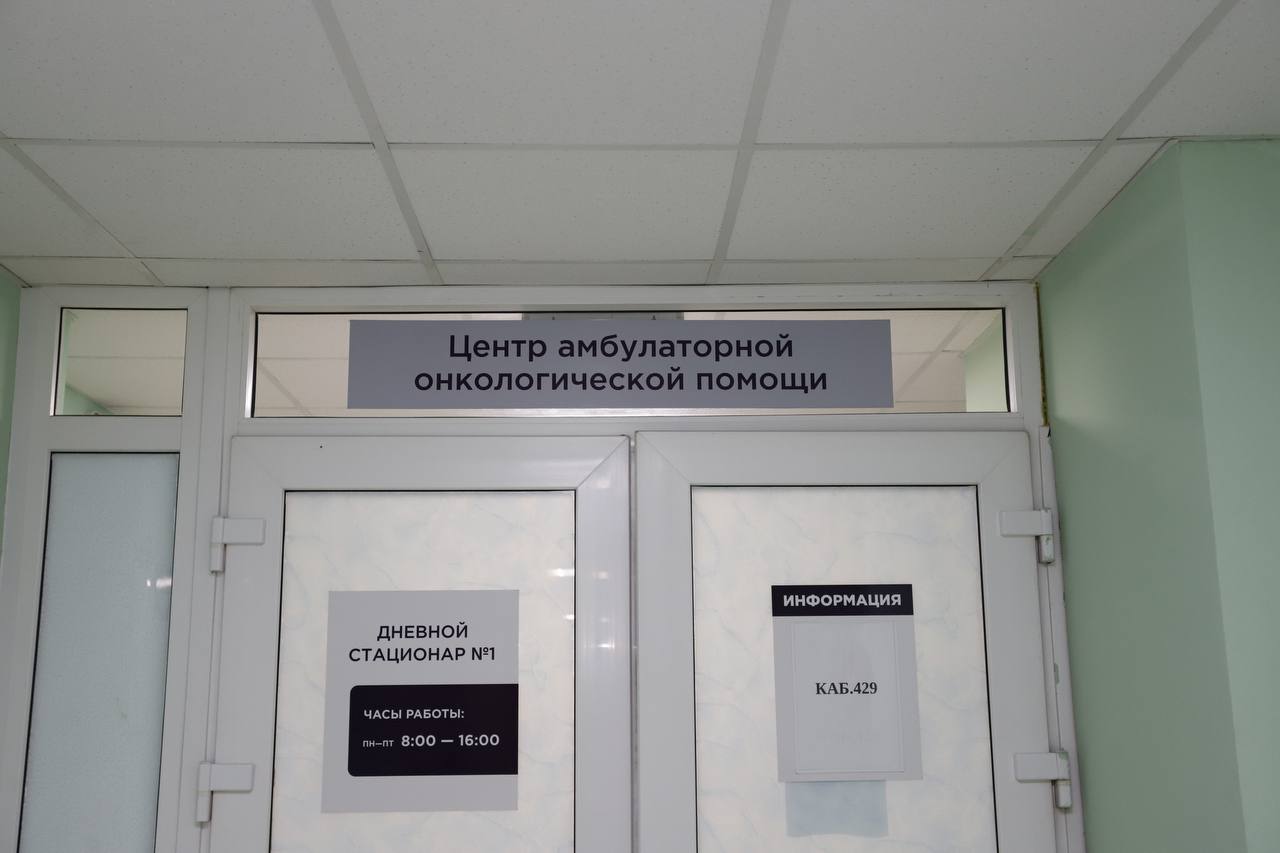 Центр амбулаторной
онкологической помощи
ДНЕВНОЙ
СТАЦИОНАР №1
ЧАСЫ РАБОТЫ:
пн–пт 8:00 — 16:00
ИНФОРМАЦИЯ
КАБ.429